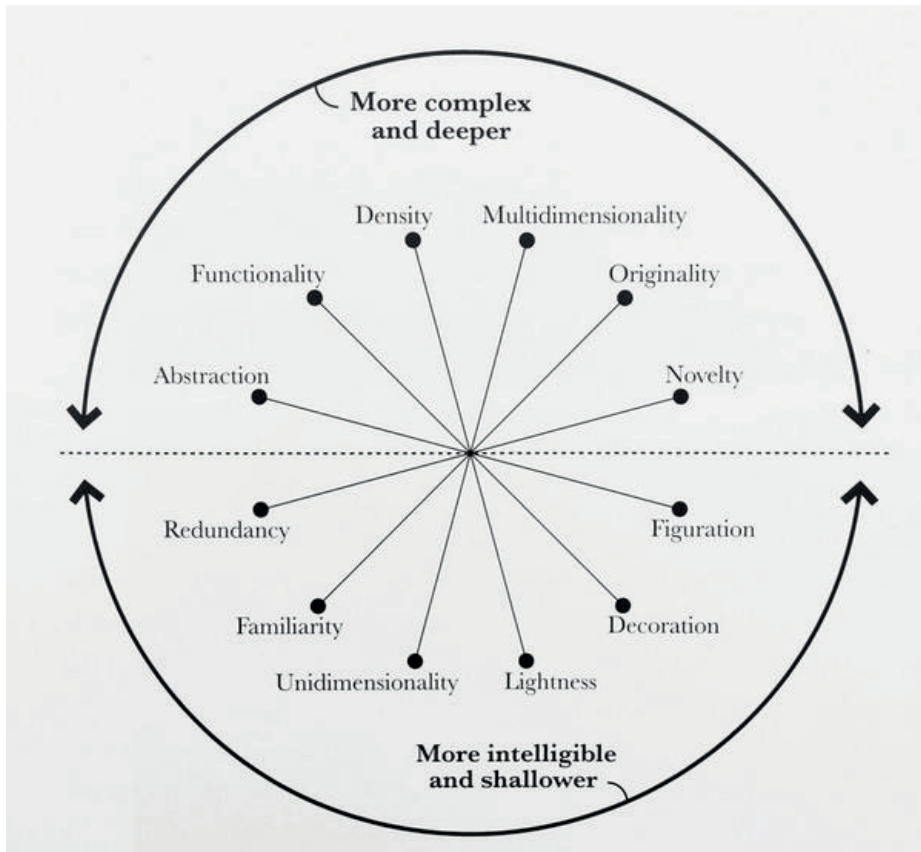 More complex
and deeper
Density
Multidimensionality
Functionality
Originality
Abstraction
Novelty
Redundancy
Figuration
Familiarity
Decoration
Unidimensionality
Lightness
More intelligible
and shallower